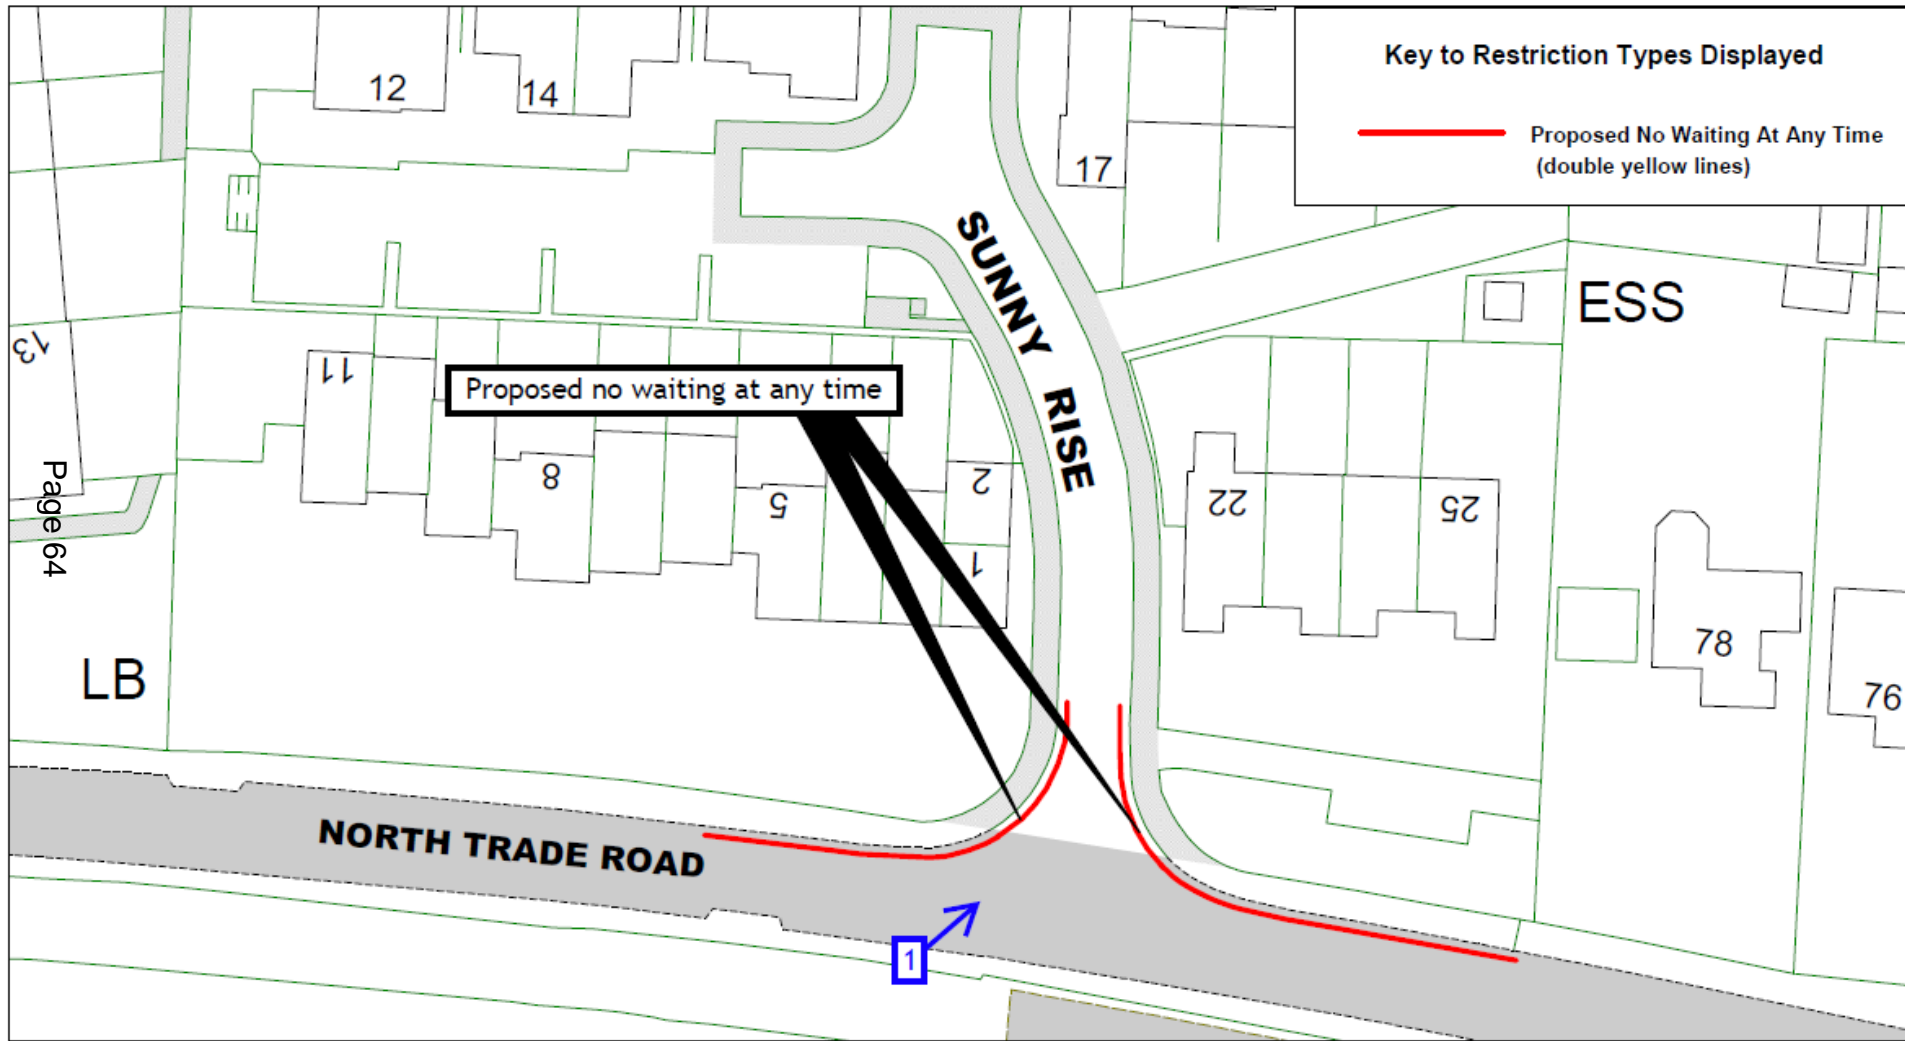 Key to Restriction Types Displayed
Proposed No Waiting At Any Time
(double yellow lines)
12
14
17
SUNNY RISE
ESS
13
11
Proposed no waiting at any time
8
5
2
1
22
25
78
76
Page 64
LB
NORTH TRADE ROAD
1